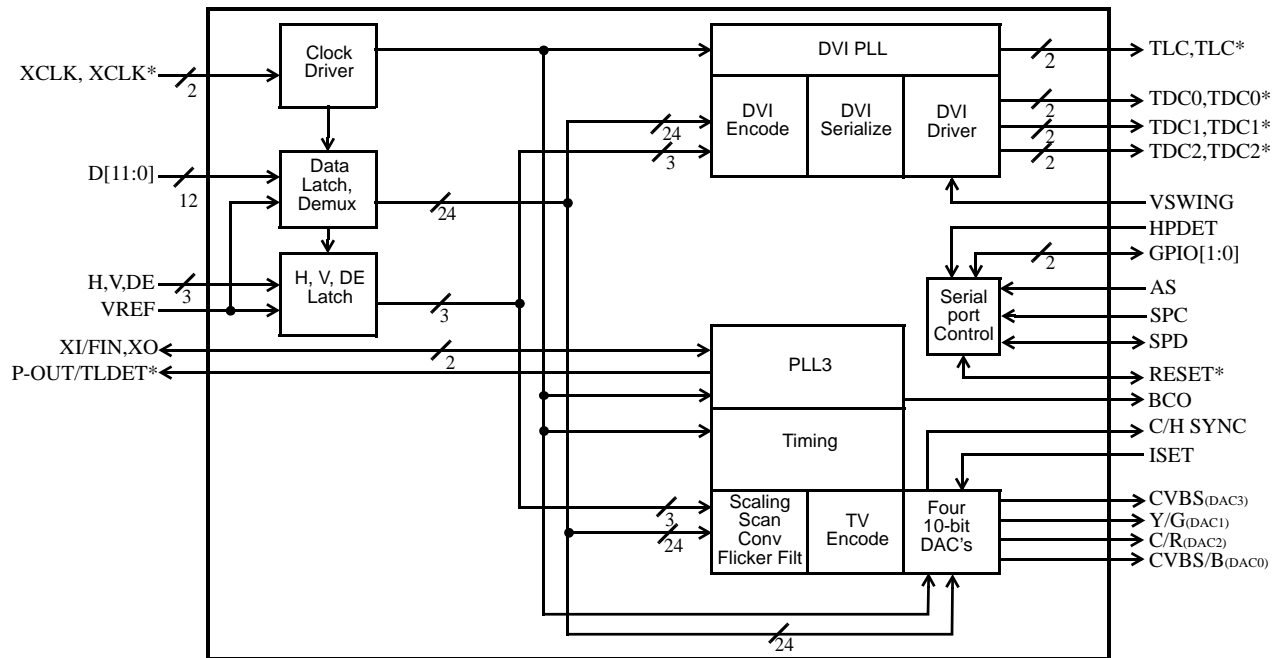 Clock
Driver
XCLK, XCLK*
2
D[11:0]
12
Data
Latch,
Demux
24
H,V,DE
3
VREF
H, V, DE
Latch
3
XI/FIN,XO
2
P-OUT/TLDET*
DVI PLL
DVI
Encode
DVI
Serialize
DVI
Driver
24
3
2
TLC,TLC*
2
TDC0,TDC0*
2
TDC1,TDC1*
2
TDC2,TDC2*
VSWING
HPDET
2
GPIO[1:0]
AS
SPC
SPD
RESET*
Serial
port
Control
PLL3
BCO
Timing
C/H SYNC
ISET
3
24
Scaling
Scan
Conv
Flicker Filt
TV
Encode
Four
10-bit
DAC's
CVBS(DAC3)
Y/G(DAC1)
C/R(DAC2)
CVBS/B(DAC0)
24